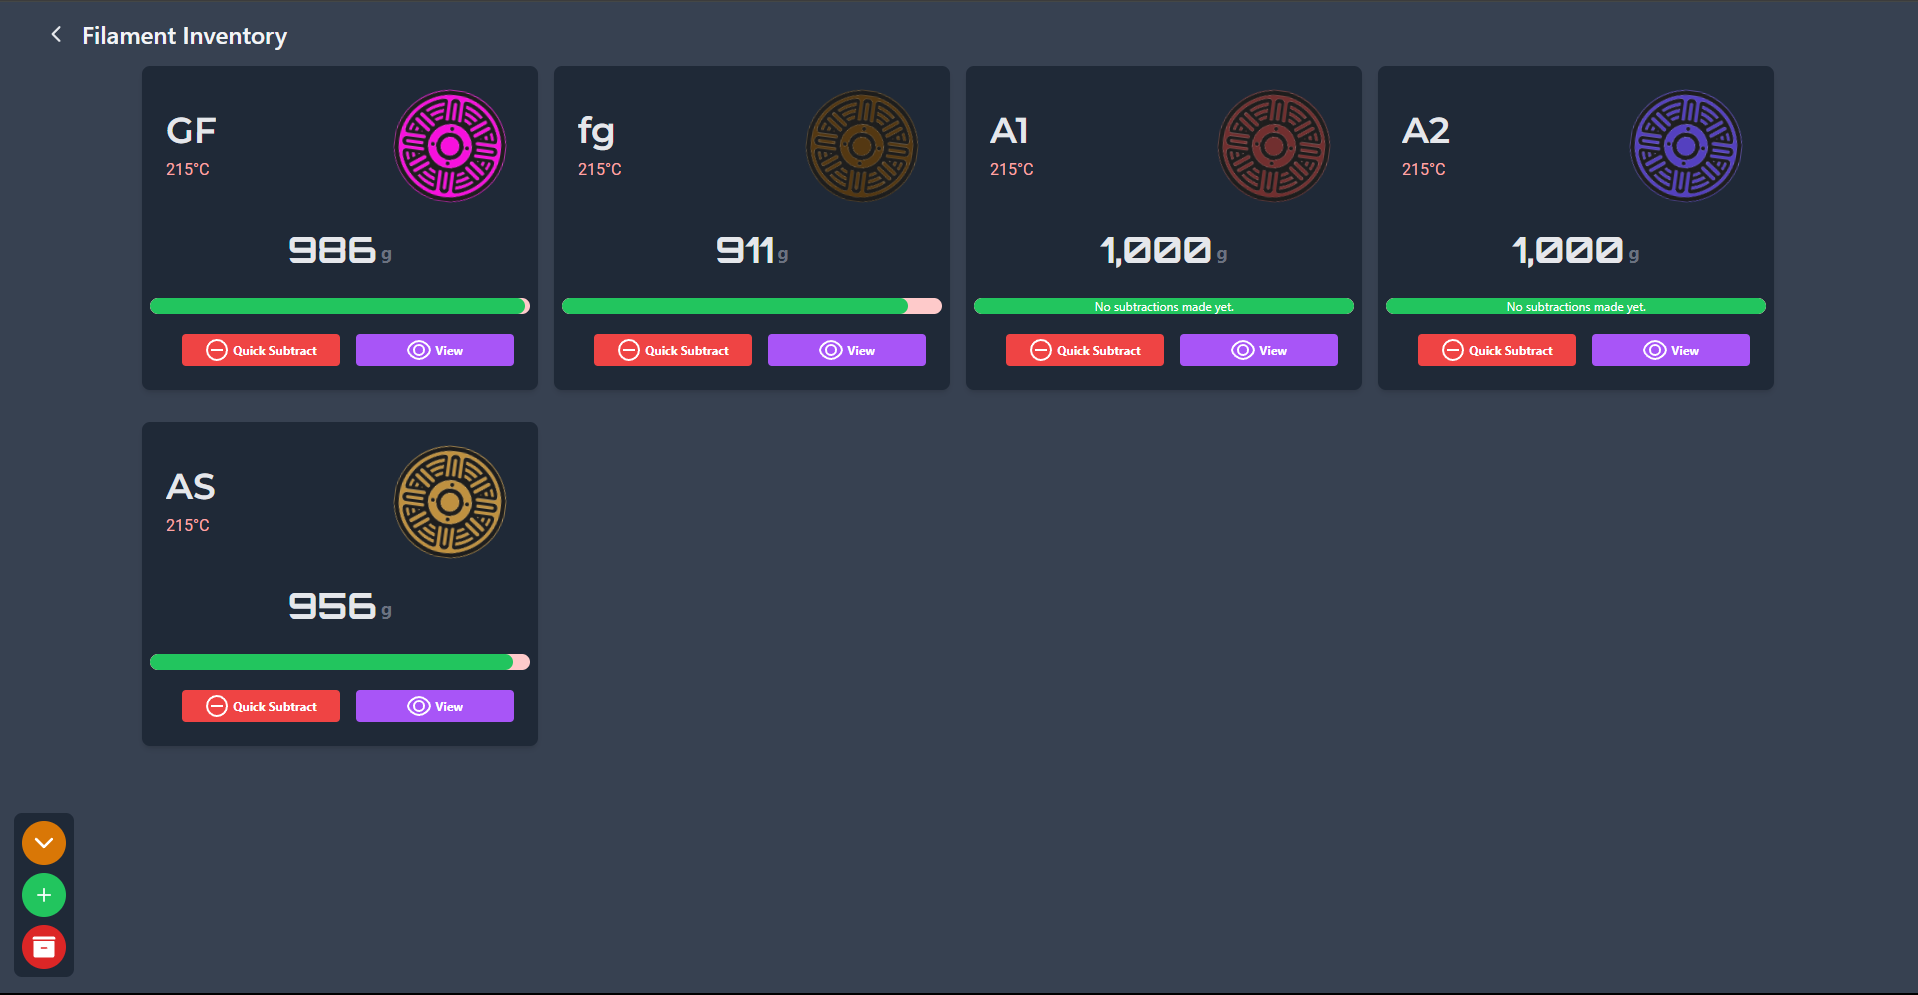 Filament Inventory
GF
215°C
986 g
Quick Subtract
View
fg
215°C
911 g
Quick Subtract
View
A1
215°C
1,000 g
No subtractions made yet.
Quick Subtract
View
A2
215°C
1,000 g
No subtractions made yet.
Quick Subtract
View
AS
215°C
956 g
Quick Subtract
View